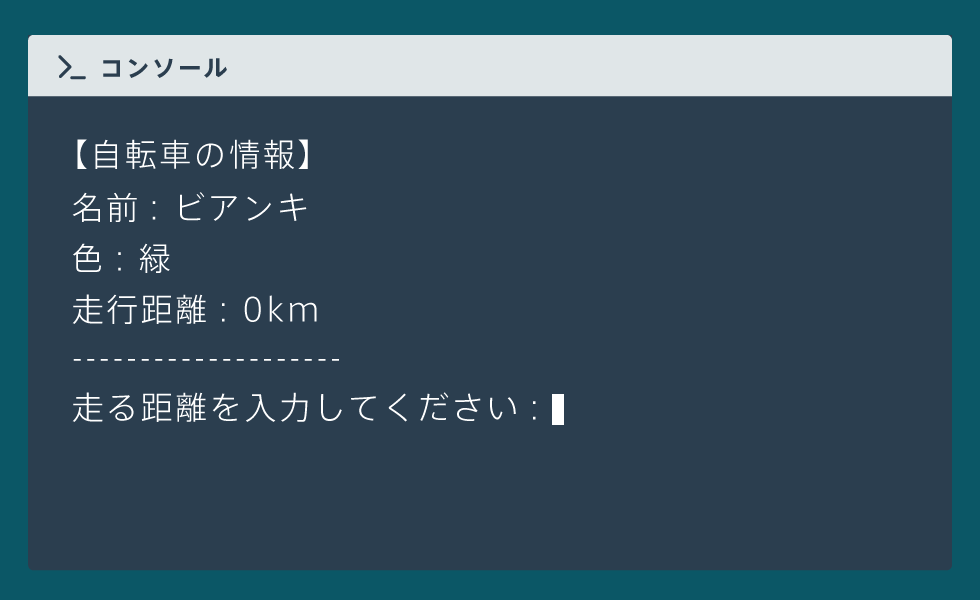 >_ コンソール
【自転車の情報】
名前 : ビアンキ
色 : 緑
走行距離 : 0km
--------------------
走る距離を入力してください :